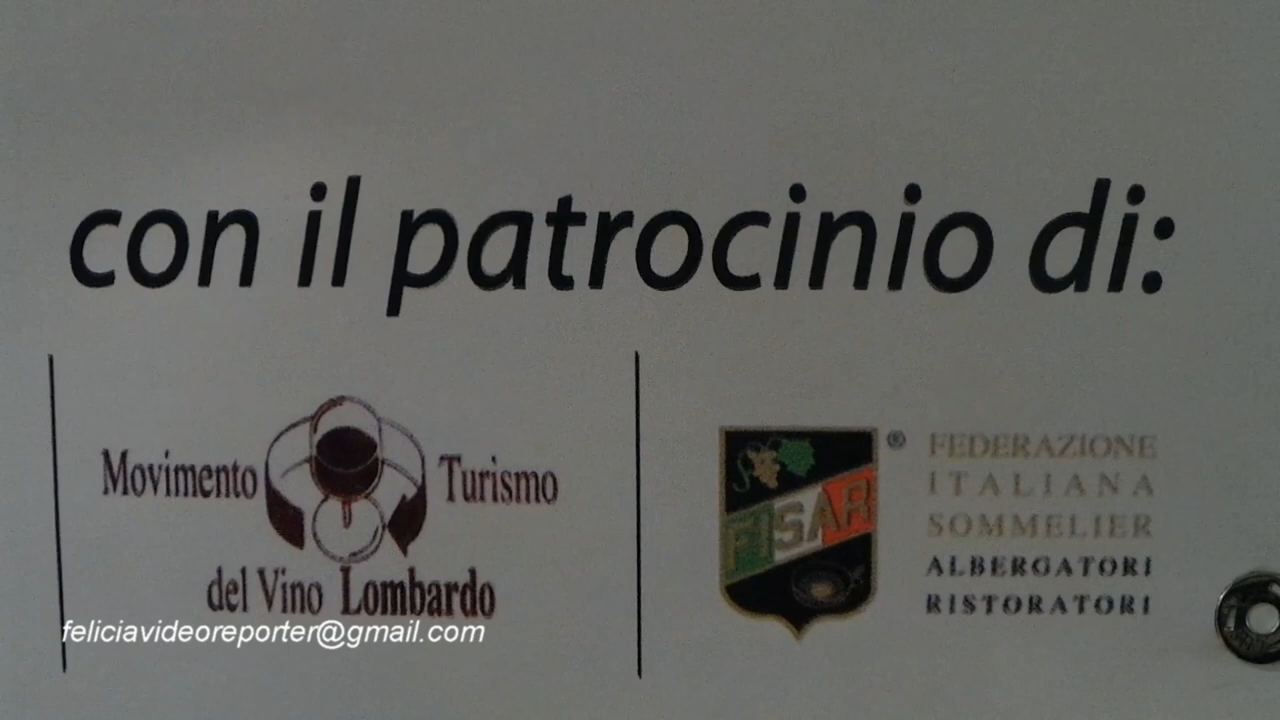 con il patrocinio di:
Movimento Turismo
del Vino Lombardo
FISAR ®
FEDERAZIONE
ITALIANA
SOMMELIER
ALBERGATORI
RISTORATORI
feliciavideoreporter@gmail.com